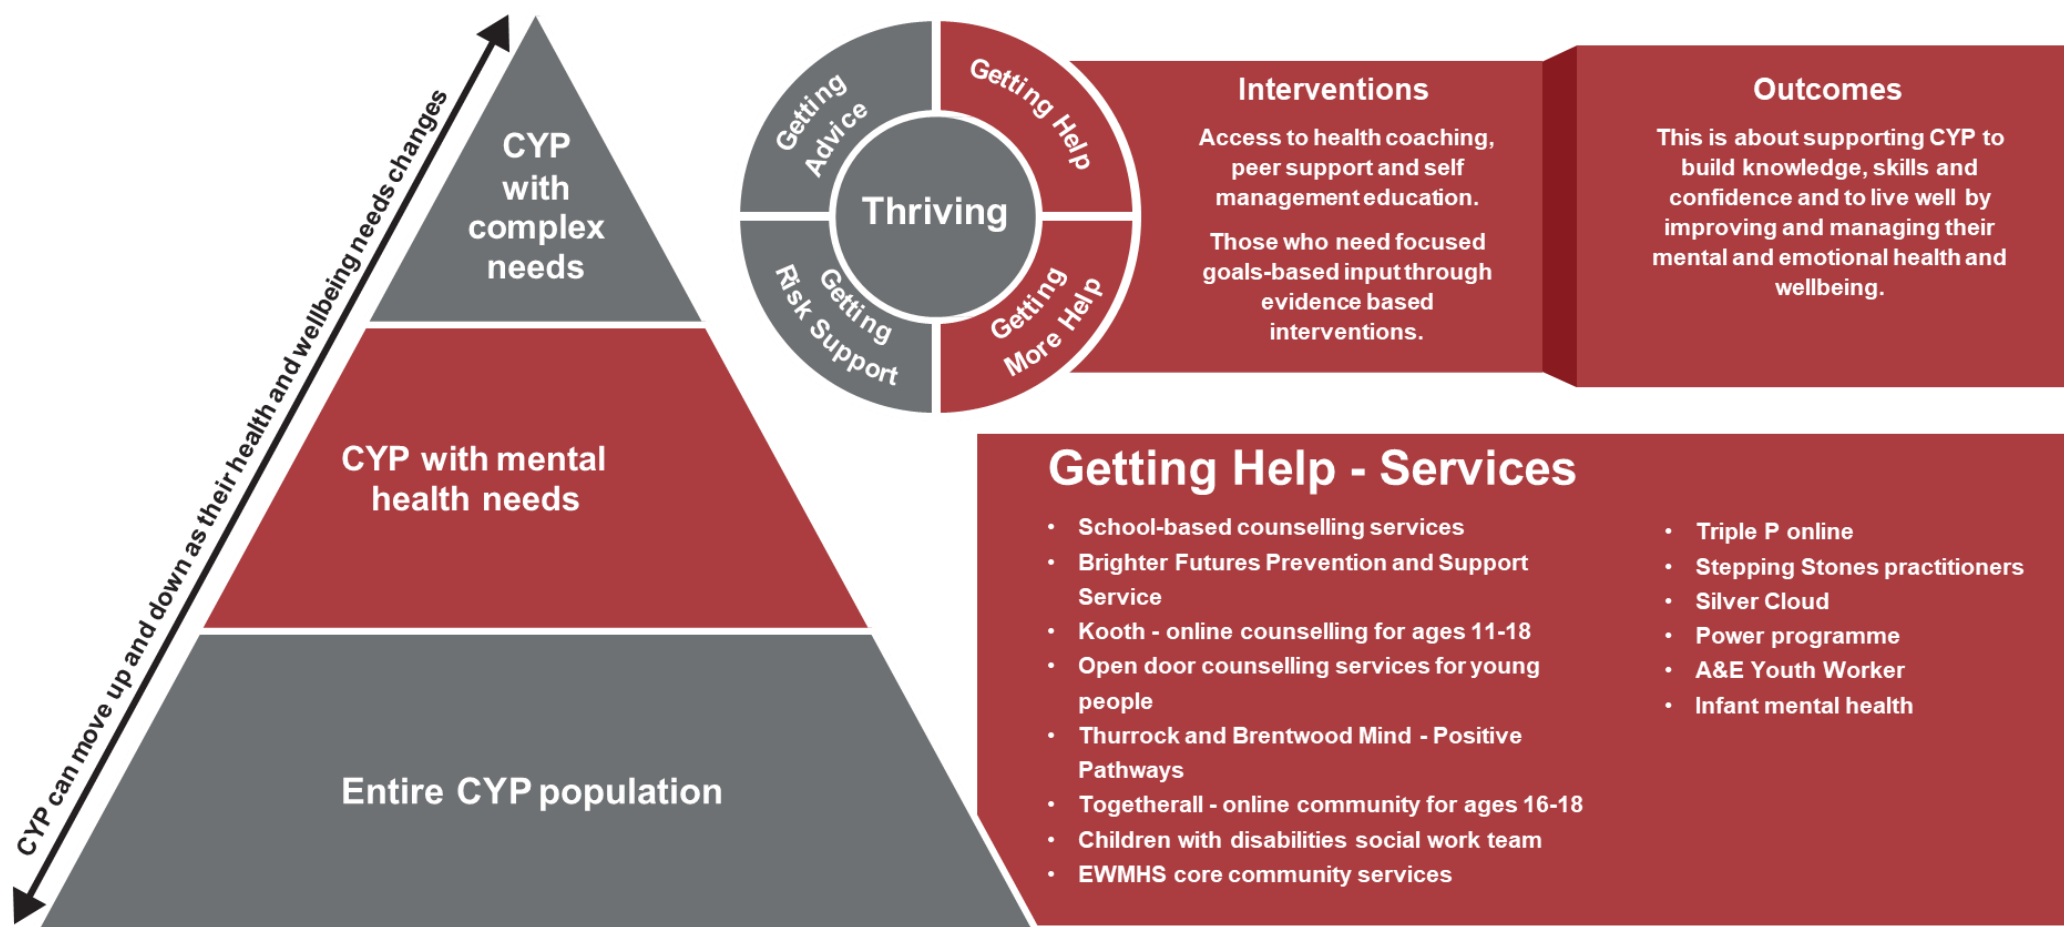 CYP can move up and down as their health and wellbeing needs changes
CYP
with
complex
needs
CYP with mental
health needs
Entire CYP population
Getting
Advice
Getting Help
Thriving
Getting
Risk Support
Getting
More Help
Interventions
Access to health coaching,
peer support and self
management education.
Those who need focused
goals-based input through
evidence based
interventions.
Outcomes
This is about supporting CYP to
build knowledge, skills and
confidence and to live well by
improving and managing their
mental and emotional health and
wellbeing.
Getting Help - Services
• School-based counselling services
• Brighter Futures Prevention and Support
Service
• Kooth - online counselling for ages 11-18
• Open door counselling services for young
people
• Thurrock and Brentwood Mind - Positive
Pathways
• Togetherall - online community for ages 16-18
• Children with disabilities social work team
• EWMHS core community services
• Triple P online
• Stepping Stones practitioners
• Silver Cloud
• Power programme
• A&E Youth Worker
• Infant mental health